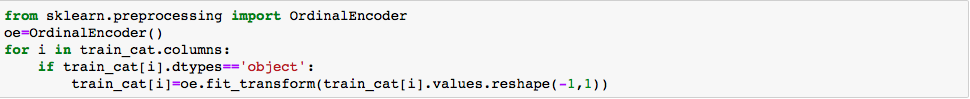 from sklearn.preprocessing import OrdinalEncoder
oe=OrdinalEncoder()
for i in train_cat.columns:
    if train_cat[i].dtypes=='object':
        train_cat[i]=oe.fit_transform(train_cat[i].values.reshape(-1,1))